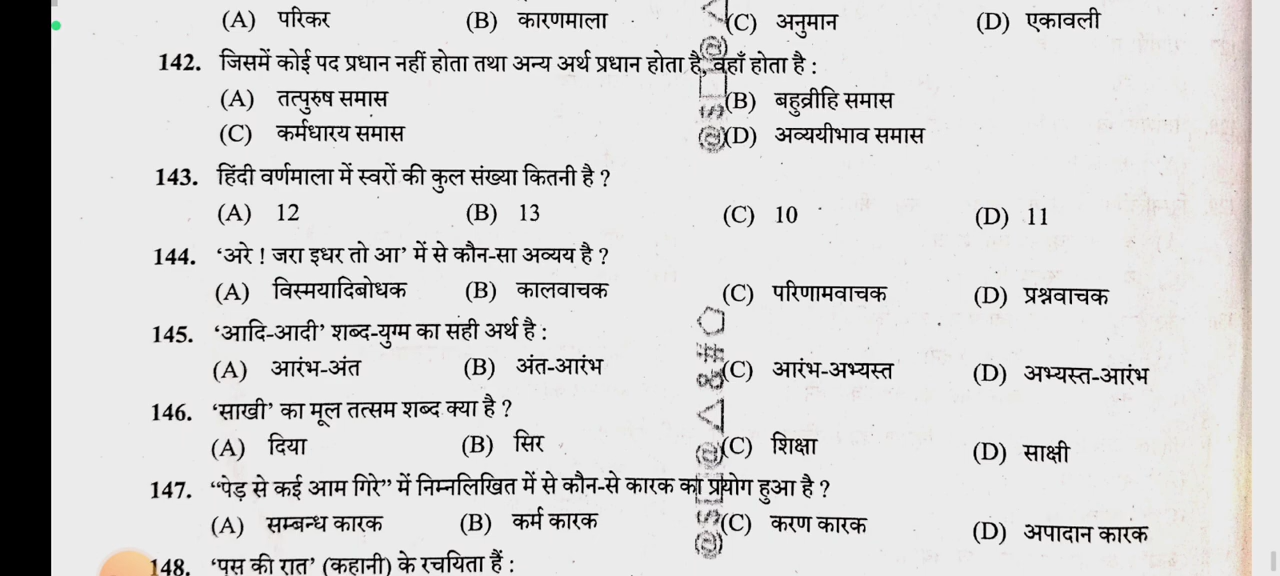 (A) परिकर (B) कारणमाला (C) अनुमान (D) एकावली
142. जिसमें कोई पद प्रधान नहीं होता तथा अन्य अर्थ प्रधान होता है, वहाँ होता है :
(A) तत्पुरुष समास (B) बहुव्रीहि समास
(C) कर्मधारय समास (D) अव्ययीभाव समास
143. हिंदी वर्णमाला में स्वरों की कुल संख्या कितनी है ?
(A) 12 (B) 13 (C) 10 (D) 11
144. ‘अरे ! जरा इधर तो आ’ में से कौन-सा अव्यय है ?
(A) विस्मयादिबोधक (B) कालवाचक (C) परिणामवाचक (D) प्रश्नवाचक
145. ‘आदि-आदी’ शब्द-युग्म का सही अर्थ है :
(A) आरंभ-अंत (B) अंत-आरंभ (C) आरंभ-अभ्यस्त (D) अभ्यस्त-आरंभ
146. ‘साखी’ का मूल तत्सम शब्द क्या है ?
(A) दिया (B) सिर (C) शिक्षा (D) साक्षी
147. “पेड़ से कई आम गिरे” में निम्नलिखित में से कौन-से कारक का प्रयोग हुआ है ?
(A) सम्बन्ध कारक (B) कर्म कारक (C) करण कारक (D) अपादान कारक
148. ‘पूस की रात’ (कहानी) के रचयिता हैं :